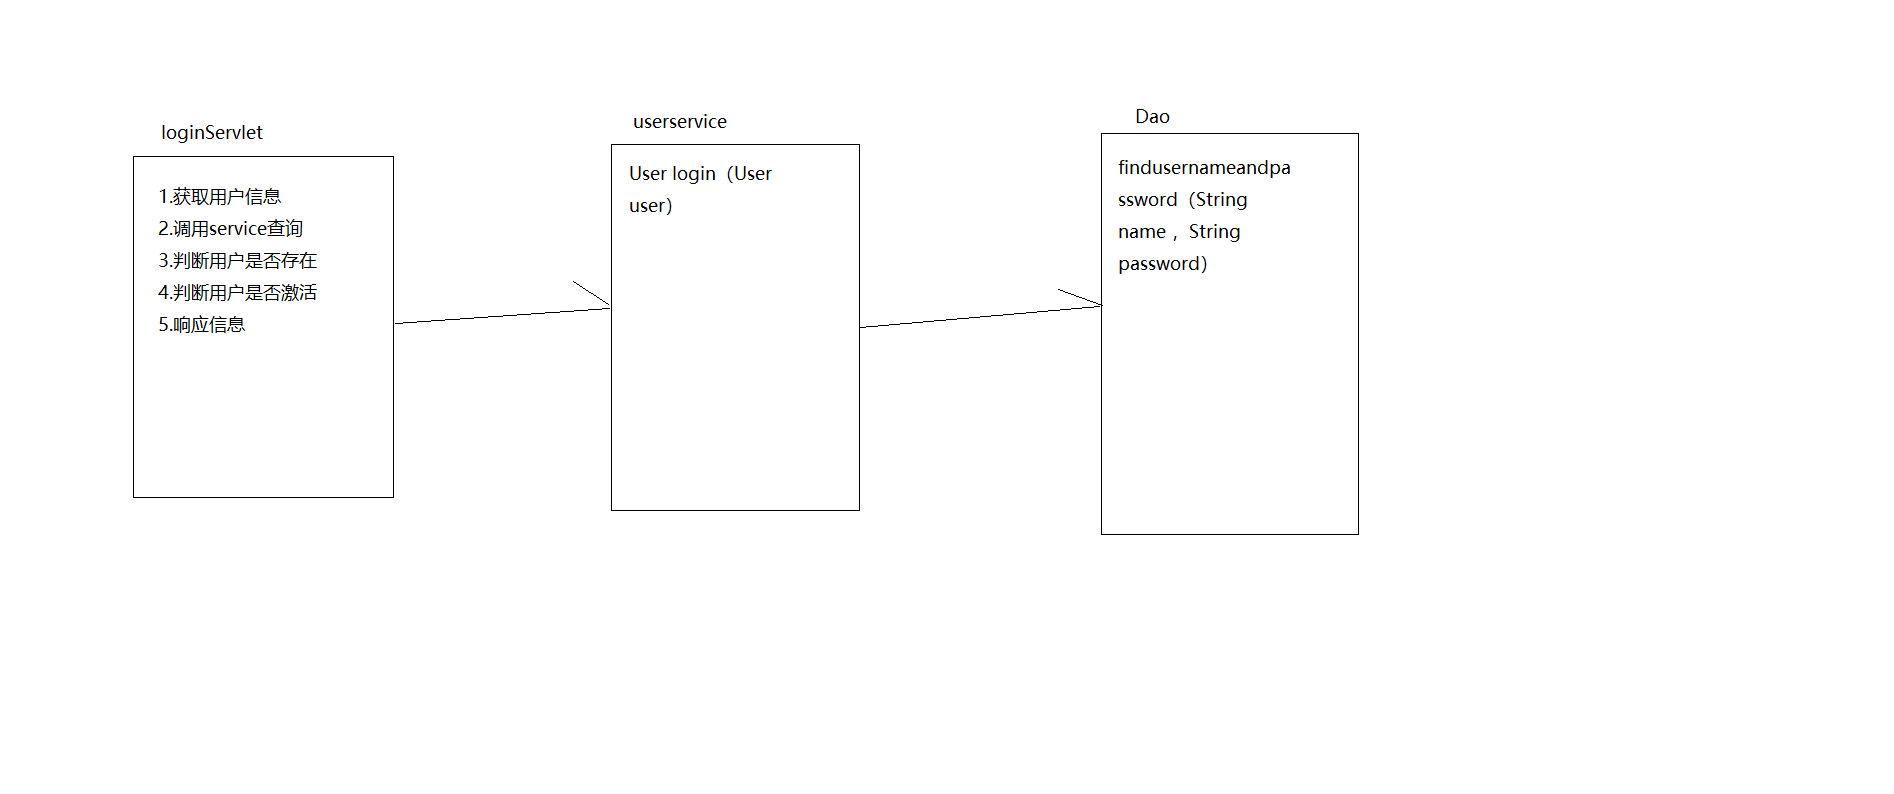 loginServlet
1.获取用户信息
2.调用service查询
3.判断用户是否存在
4.判断用户是否激活
5.响应信息
userservice
User login（User
user）
Dao
findusernameandpa
ssword（String
name ，String
password）